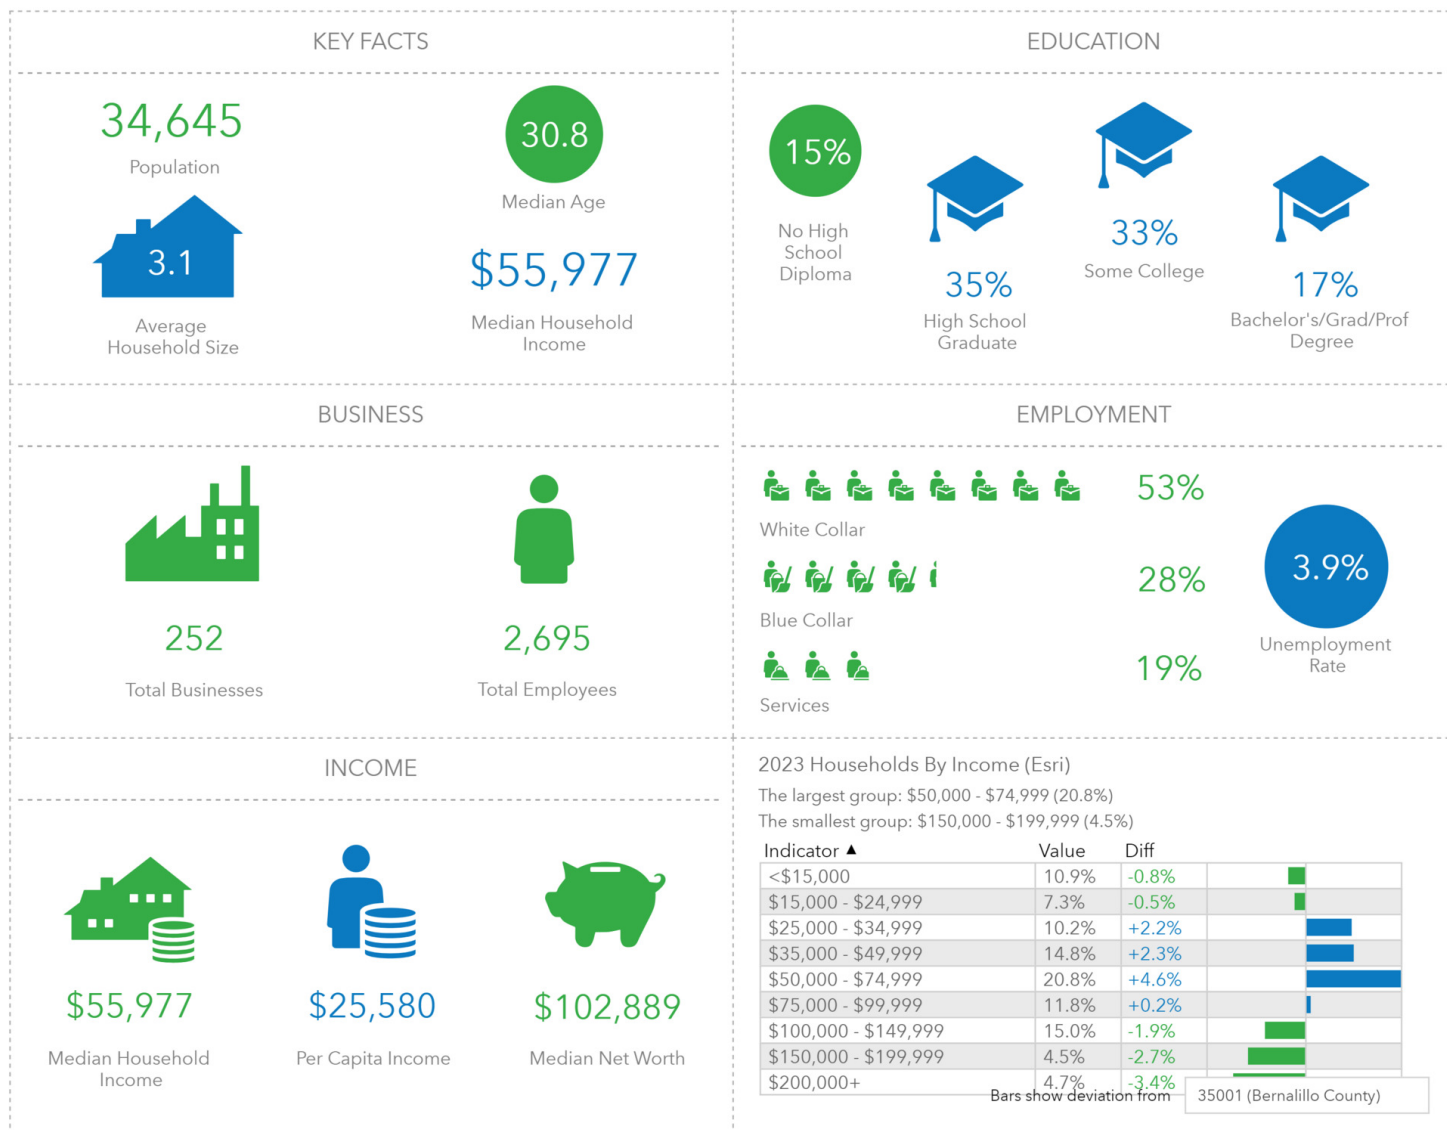 KEY FACTS
34,645
Population
30.8
Median Age
3.1
Average
Household Size
$55,977
Median Household
Income
EDUCATION
15%
No High
School
Diploma
35%
High School
Graduate
33%
Some College
17%
Bachelor's/Grad/Prof
Degree
BUSINESS
252
Total Businesses
2,695
Total Employees
EMPLOYMENT
53%
White Collar
28%
Blue Collar
19%
Services
3.9%
Unemployment
Rate
INCOME
$55,977
Median Household
Income
$25,580
Per Capita Income
$102,889
Median Net Worth
2023 Households By Income (Esri)
The largest group: $50,000 - $74,999 (20.8%)
The smallest group: $150,000 - $199,999 (4.5%)
Indicator ▲ Value Diff
<$15,000 10.9% -0.8%
$15,000 - $24,999 7.3% -0.5%
$25,000 - $34,999 10.2% +2.2%
$35,000 - $49,999 14.8% +2.3%
$50,000 - $74,999 20.8% +4.6%
$75,000 - $99,999 11.8% +0.2%
$100,000 - $149,999 15.0% -1.9%
$150,000 - $199,999 4.5% -2.7%
$200,000+ 4.7% -3.4%
Bars show deviation from 35001 (Bernalillo County)